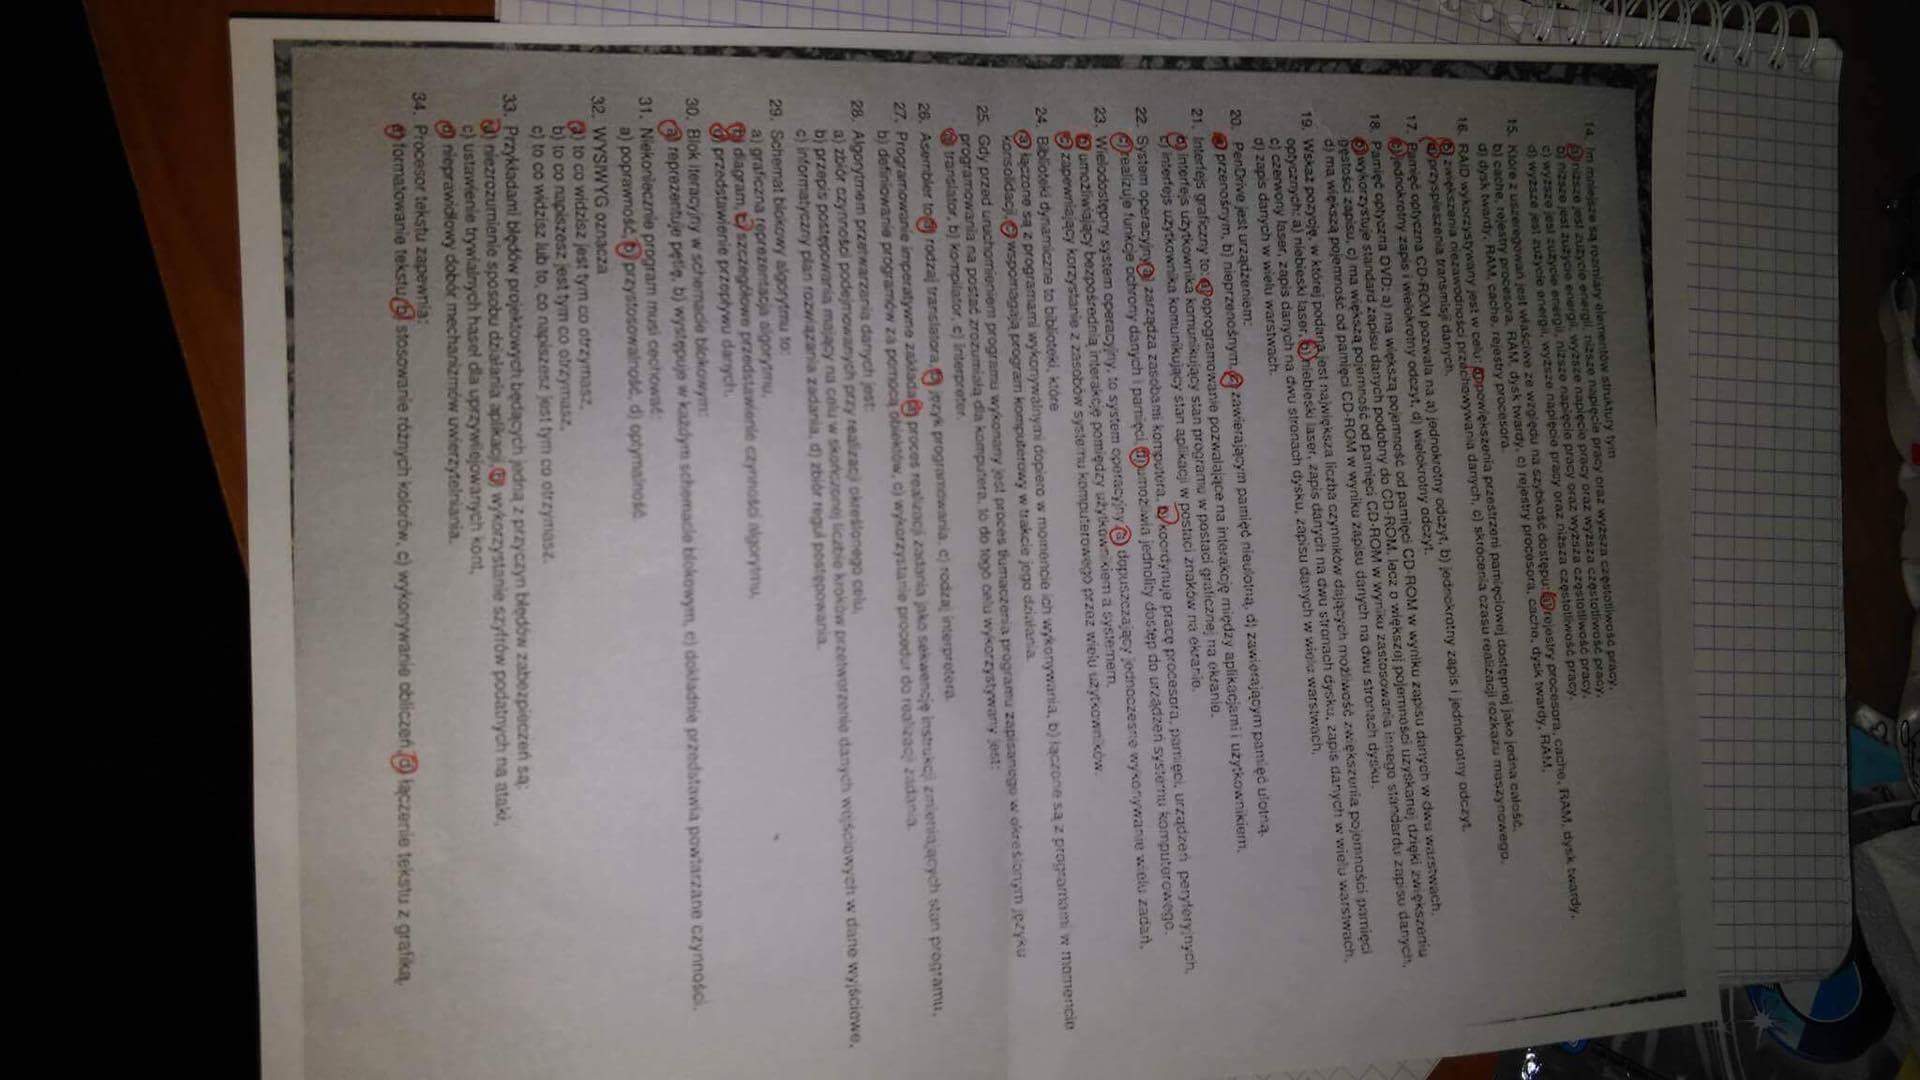 14. Im mniejsze są rozmiary elementów struktury tym
a) niższe jest zużycie energii, niższe napięcie pracy oraz wyższa częstotliwość pracy,
b) niższe jest zużycie energii, wyższe napięcie pracy oraz wyższa częstotliwość pracy,
c) wyższe jest zużycie energii, niższe napięcie pracy oraz wyższa częstotliwość pracy,
d) wyższe jest zużycie energii, wyższe napięcie pracy oraz niższa częstotliwość pracy.
15. Które z uszeregowań jest właściwe ze względu na szybkość dostępu: a) rejestry procesora, cache, RAM, dysk twardy,
b) cache, rejestry procesora, RAM, dysk twardy, c) rejestry procesora, cache, dysk twardy, RAM,
d) dysk twardy, RAM, cache, rejestry procesora.
16. RAID wykorzystywany jest w celu: a) powiększenia przestrzeni pamięciowej dostępnej jako jedna całość,
b) zwiększenia niezawodności przechowywania danych, c) skrócenia czasu realizacji rozkazu maszynowego,
d) przyspieszenia transmisji danych.
17. Pamięć optyczna CD-ROM pozwala na a) jednokrotny odczyt, b) jednokrotny zapis i jednokrotny odczyt,
c) jednokrotny zapis i wielokrotny odczyt, d) wielokrotny odczyt.
18. Pamięć optyczna DVD: a) ma większą pojemność od pamięci CD-ROM w wyniku zapisu danych w dwu warstwach,
b) wykorzystuje standard zapisu danych podobny do CD-ROM, lecz o większej pojemności uzyskanej dzięki zwiększeniu
gęstości zapisu, c) ma większą pojemność od pamięci CD-ROM w wyniku zastosowania innego standardu zapisu danych,
d) ma większą pojemność od pamięci CD-ROM w wyniku zapisu danych na dwu stronach dysku.
19. Wskaż pozycję, w której podana jest największa liczba czynników dających możliwość zwiększenia pojemności pamięci
optycznych: a) niebieski laser, b) niebieski laser, zapis danych na dwu stronach dysku, zapis danych w wielu warstwach,
c) czerwony laser, zapis danych na dwu stronach dysku, zapisu danych w wielu warstwach,
d) zapis danych w wielu warstwach.
20. PenDrive jest urządzeniem:
a) przenośnym, b) nieprzenośnym, c) zawierającym pamięć nieulotną, d) zawierającym pamięć ulotną.
21. Interfejs graficzny to: a) oprogramowanie pozwalające na interakcję między aplikacjami i użytkownikiem,
b) interfejs użytkownika komunikujący stan programu w postaci graficznej na ekranie,
c) interfejs użytkownika komunikujący stan aplikacji w postaci znaków na ekranie.
22. System operacyjny a) zarządza zasobami komputera, b) koordynuje pracę procesora, pamięci, urządzeń peryferyjnych,
c) realizuje funkcje ochrony danych i pamięci, d) umożliwia jednolity dostęp do urządzeń systemu komputerowego.
23. Wielodostępny system operacyjny, to system operacyjny a) dopuszczający jednoczesne wykonywanie wielu zadań,
b) umożliwiający bezpośrednią interakcję pomiędzy użytkownikiem a systemem,
c) zapewniający korzystanie z zasobów systemu komputerowego przez wielu użytkowników.
24. Biblioteki dynamiczne to biblioteki, które
a) łączone są z programami wykonywalnymi dopiero w momencie ich wykonywania, b) łączone są z programami w momencie
konsolidacji, c) wspomagają program komputerowy w trakcie jego działania.
25. Gdy przed uruchomieniem programu wykonany jest proces tłumaczenia programu zapisanego w określonym języku
programowania na postać zrozumiałą dla komputera, to do tego celu wykorzystywany jest:
a) translator, b) kompilator, c) interpreter.
26. Asembler to a) rodzaj translatora, b) język programowania, c) rodzaj interpretera.
27. Programowanie imperatywne zakłada a) proces realizacji zadania jako sekwencję instrukcji zmieniających stan programu,
b) definiowanie programów za pomocą obiektów, c) wykorzystanie procedur do realizacji zadania.
28. Algorytmem przetwarzania danych jest:
a) zbiór czynności podejmowanych przy realizacji określonego celu,
b) przepis postępowania mający na celu w skończonej liczbie kroków przetworzenie danych wejściowych w dane wyjściowe,
c) informatyczny plan rozwiązania zadania, d) zbiór reguł postępowania.
29. Schemat blokowy algorytmu to:
a) graficzna reprezentacja algorytmu,
b) diagram, c) szczegółowe przedstawienie czynności algorytmu,
d) przedstawienie przepływu danych.
30. Blok iteracyjny w schemacie blokowym:
a) reprezentuje pętlę, b) występuje w każdym schemacie blokowym, c) dokładnie przedstawia powtarzane czynności.
31. Niekoniecznie program musi cechować:
a) poprawność, b) przystosowalność, d) optymalność.
32. WYSIWYG oznacza
a) to co widzisz jest tym co otrzymasz,
b) to co napiszesz jest tym co otrzymasz,
c) to co widzisz lub to, co napiszesz jest tym co otrzymasz.
33. Przykładami błędów projektowych będących jedną z przyczyn błędów zabezpieczeń są:
a) niezrozumienie sposobu działania aplikacji, b) wykorzystanie szyfrów podatnych na ataki,
c) ustawienie trywialnych haseł dla uprzywilejowanych kont,
d) nieprawidłowy dobór mechanizmów uwierzytelniania.
34. Procesor tekstu zapewnia:
a) formatowanie tekstu, b) stosowanie różnych kolorów, c) wykonywanie obliczeń, d) łączenie tekstu z grafiką.